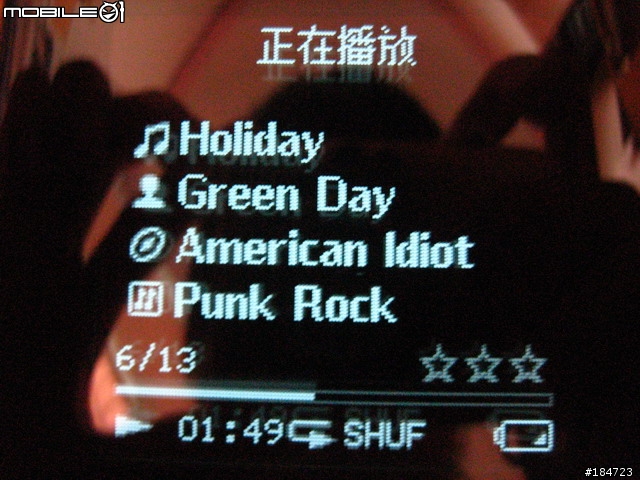 MOBILE01
正在播放
Holiday
Green Day
American Idiot
Punk Rock
6/13
01:49 SHUF
#184723